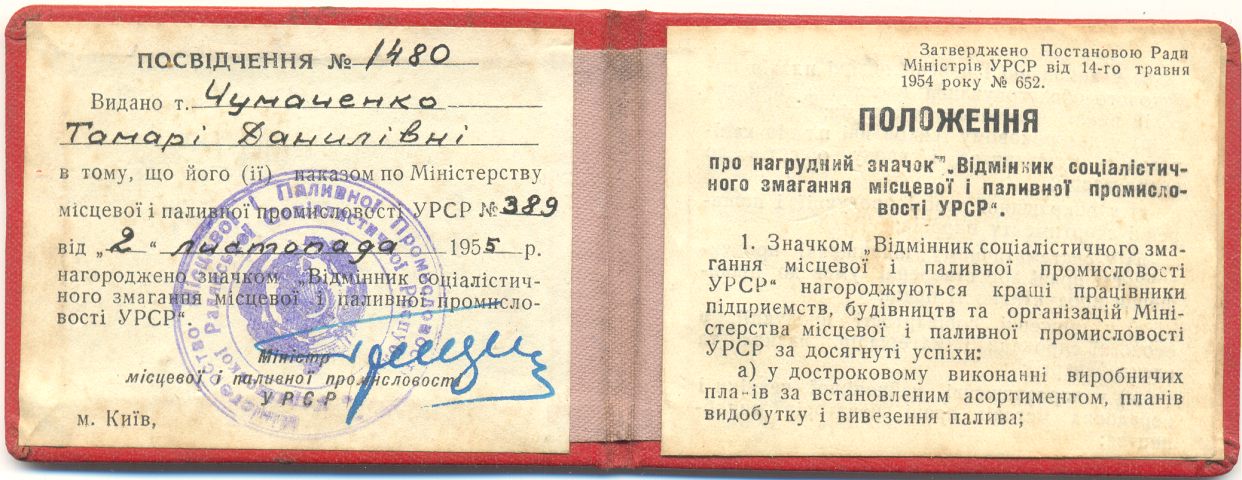 ПОСВІДЧЕННЯ № 1480
Видано т. Чумаченко
Тамарі Данилівні
в тому, що його (ії) наказом по Міністерству
місцевої і паливної промисловості УРСР № 389
від „2“ листопада 1955 р.
нагороджено значком „Відмінник соціалістич-
ного змагання місцевої і паливної промисло-
вості УРСР“.
Міністр
місцевої і паливної промисловості
УРСР
м. Київ,
Затверджено Постановою Ради
Міністрів УРСР від 14-го травня
1954 року № 652.
ПОЛОЖЕННЯ
про нагрудний значок „Відмінник соціалістич-
ного змагання місцевої і паливної промисло-
вості УРСР“.
1. Значком „Відмінник соціалістичного зма-
гання місцевої і паливної промисловості
УРСР“ нагороджуються кращі працівники
підприємств, будівництв та організацій Міні-
стерства місцевої і паливної промисловості
УРСР за досягнуті успіхи:
а) у достроковому виконанні виробничих
планів за встановленим асортиментом, планів
видобутку і вивезення палива;